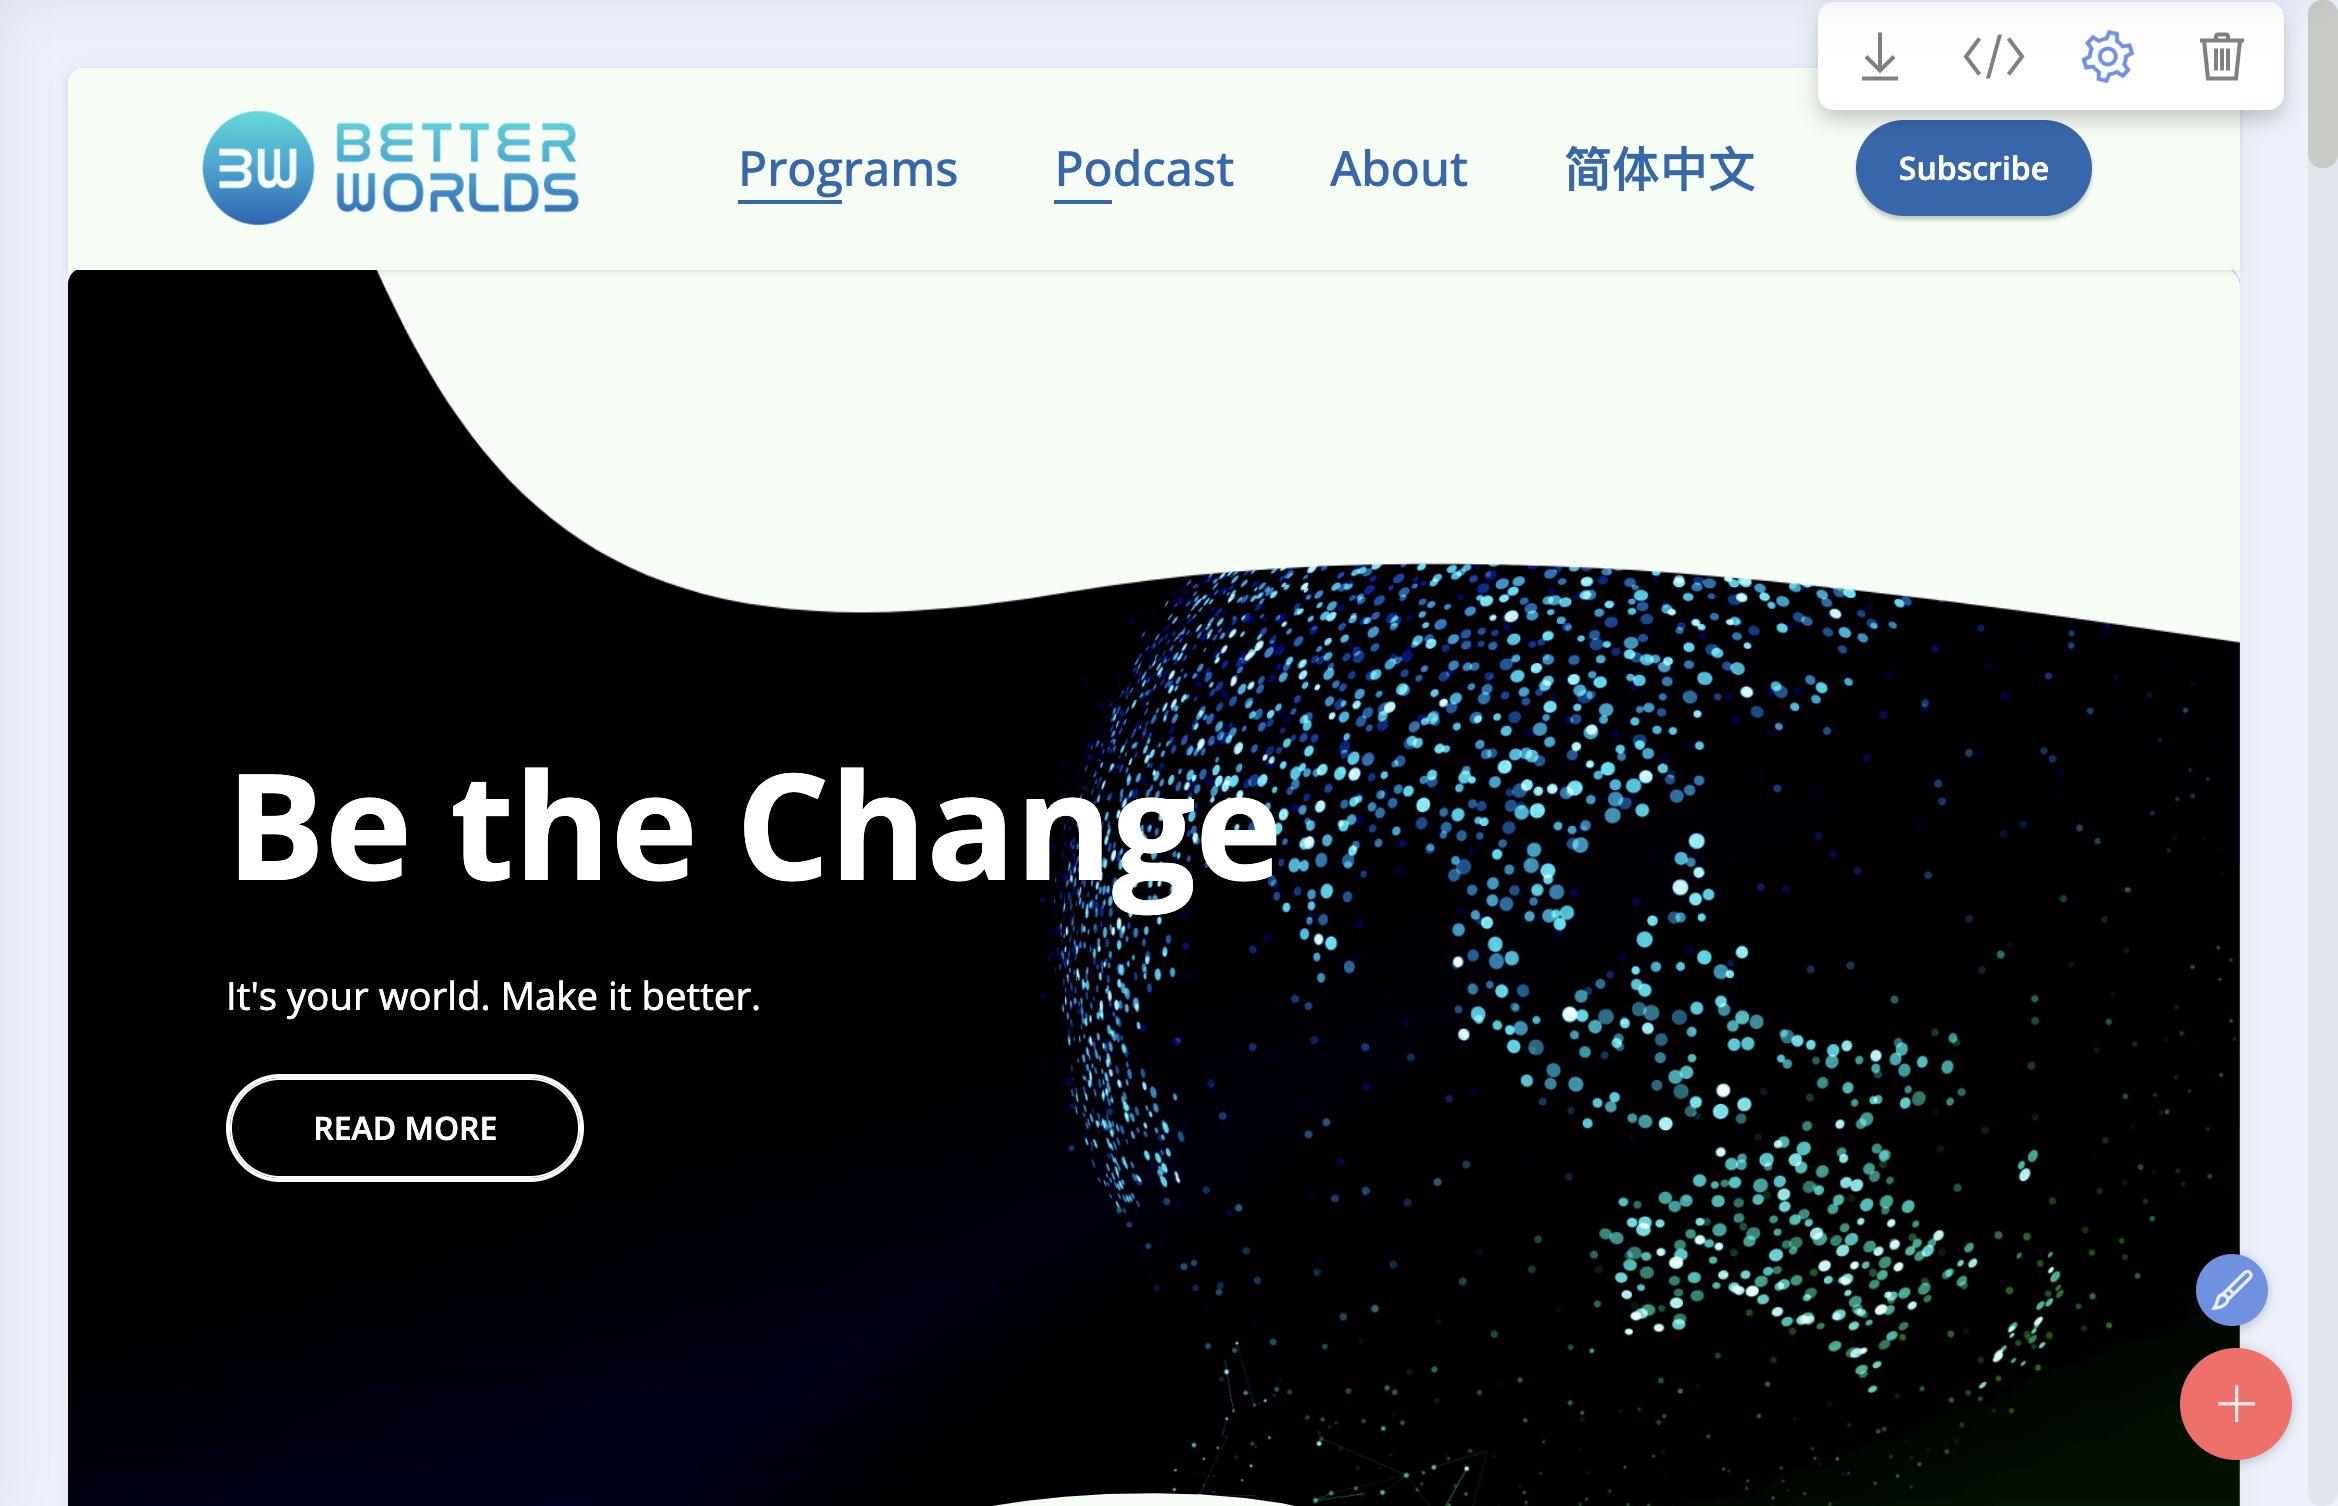 BW BETTER
WORLDS
Programs Podcast About 简体中文 Subscribe
Be the Change
It's your world. Make it better.
READ MORE